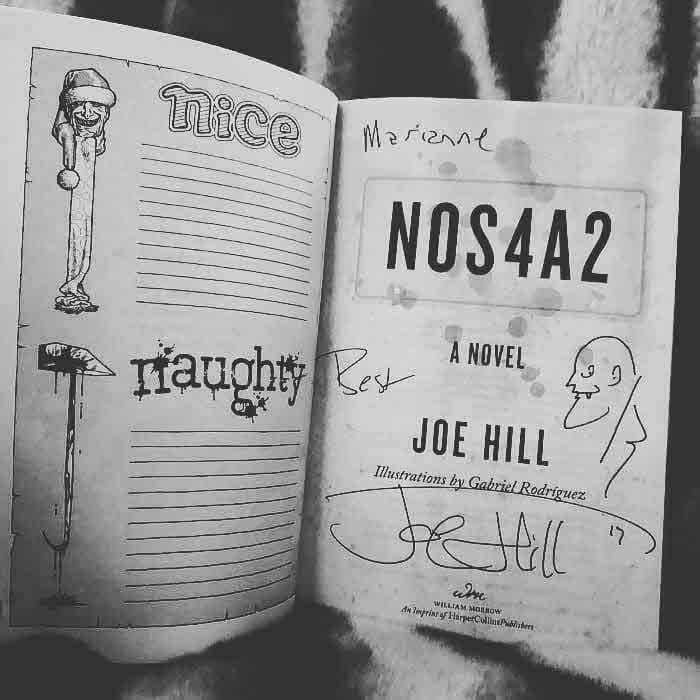 nice
naughty
Marianne
NOS4A2
A NOVEL
Best
JOE HILL
Illustrations by Gabriel Rodríguez
Joe Hill
17
wm
WILLIAM MORROW
An Imprint of HarperCollinsPublishers